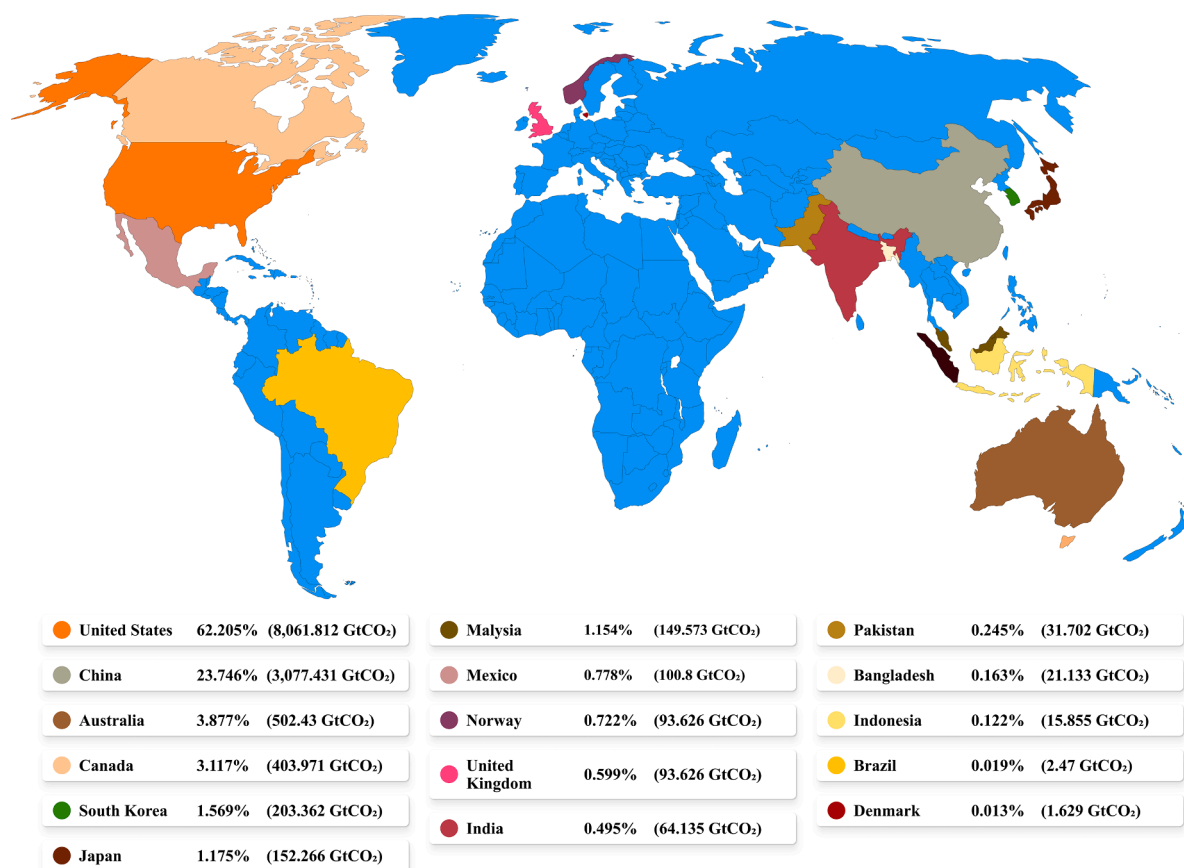 United States 62.205% (8,061.812 GtCO₂)
China 23.746% (3,077.431 GtCO₂)
Australia 3.877% (502.43 GtCO₂)
Canada 3.117% (403.971 GtCO₂)
South Korea 1.569% (203.362 GtCO₂)
Japan 1.175% (152.266 GtCO₂)
Malysia 1.154% (149.573 GtCO₂)
Mexico 0.778% (100.8 GtCO₂)
Norway 0.722% (93.626 GtCO₂)
United
Kingdom 0.599% (93.626 GtCO₂)
India 0.495% (64.135 GtCO₂)
Pakistan 0.245% (31.702 GtCO₂)
Bangladesh 0.163% (21.133 GtCO₂)
Indonesia 0.122% (15.855 GtCO₂)
Brazil 0.019% (2.47 GtCO₂)
Denmark 0.013% (1.629 GtCO₂)